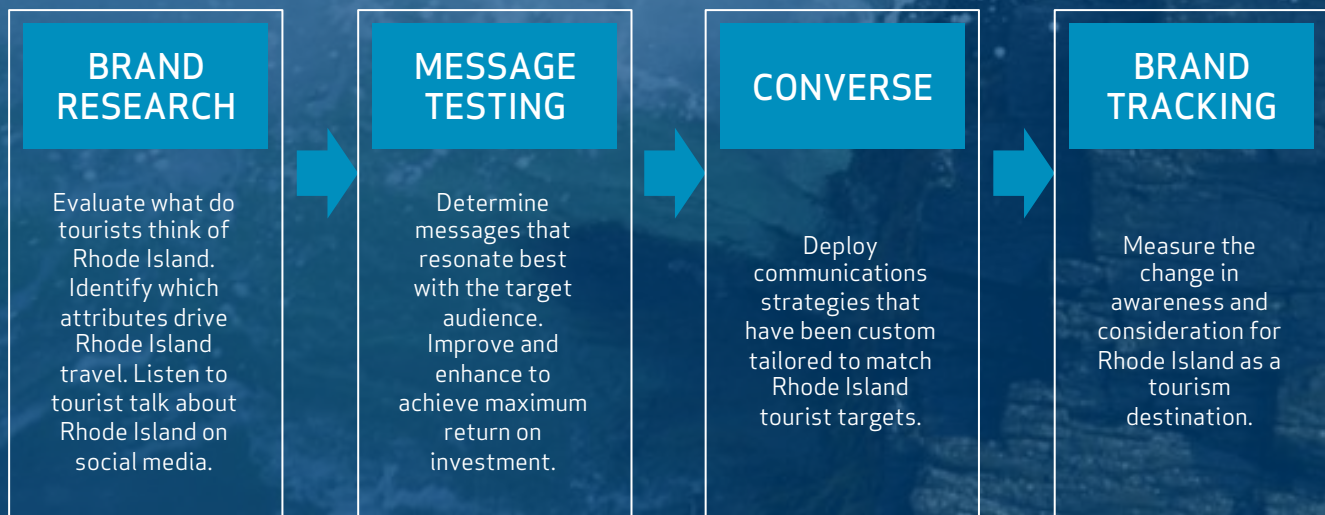 BRAND
RESEARCH
Evaluate what do
tourists think of
Rhode Island.
Identify which
attributes drive
Rhode Island
travel. Listen to
tourist talk about
Rhode Island on
social media.
MESSAGE
TESTING
Determine
messages that
resonate best
with the target
audience.
Improve and
enhance to
achieve maximum
return on
investment.
CONVERSE
Deploy
communications
strategies that
have been custom
tailored to match
Rhode Island
tourist targets.
BRAND
TRACKING
Measure the
change in
awareness and
consideration for
Rhode Island as a
tourism
destination.